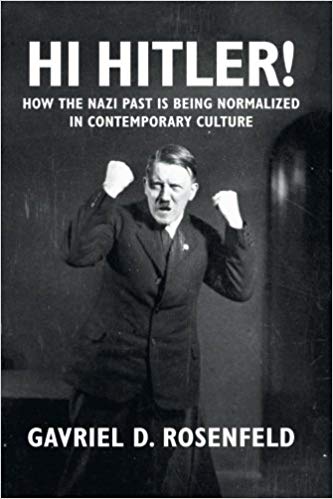 HI HITLER!
HOW THE NAZI PAST IS BEING NORMALIZED
IN CONTEMPORARY CULTURE
GAVRIEL D. ROSENFELD